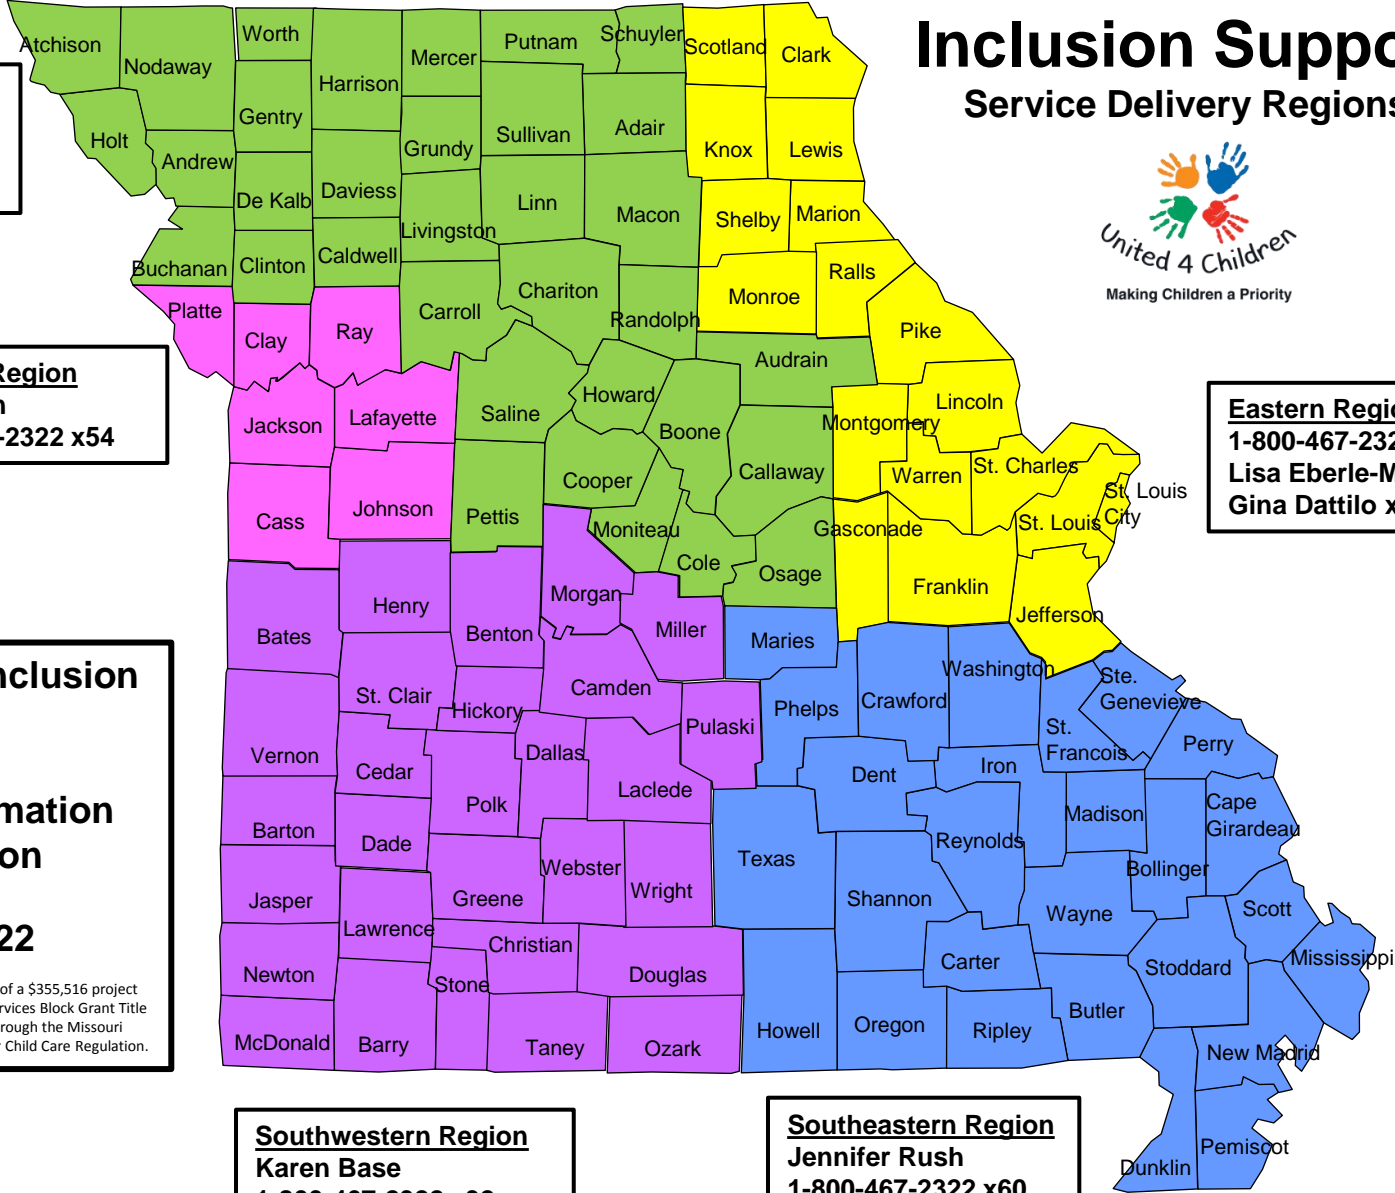 Inclusion Suppo
Service Delivery Regions
United 4 Children
Making Children a Priority
Atchison
Nodaway
Worth
Harrison
Mercer
Putnam
Schuyler
Scotland
Clark
Holt
Andrew
Gentry
De Kalb
Daviess
Grundy
Sullivan
Adair
Knox
Lewis
Livingston
Linn
Macon
Shelby
Marion
Buchanan
Clinton
Caldwell
Carroll
Chariton
Randolph
Monroe
Ralls
Pike
Platte
Clay
Ray
Audrain
Howard
Saline
Boone
Lincoln
Montgomery
Jackson
Lafayette
Callaway
Warren
St. Charles
St. Louis
City
St. Louis
Cooper
Cass
Johnson
Pettis
Moniteau
Cole
Osage
Gasconade
Franklin
Jefferson
Henry
Benton
Morgan
Miller
Maries
Bates
St. Clair
Hickory
Camden
Pulaski
Phelps
Crawford
Washington
Ste.
Genevieve
St.
Francois
Perry
Vernon
Cedar
Polk
Dallas
Laclede
Dent
Iron
Madison
Cape
Girardeau
Barton
Dade
Webster
Wright
Texas
Reynolds
Bollinger
Jasper
Greene
Shannon
Wayne
Scott
Lawrence
Christian
Douglas
Carter
Stoddard
Mississippi
Newton
Stone
McDonald
Barry
Taney
Ozark
Howell
Oregon
Ripley
Butler
New Madrid
Pemiscot
Dunklin
Region
n
-2322 x54
Eastern Regio
1-800-467-232
Lisa Eberle-M
Gina Dattilo x
nclusion
mation
on
22
of a $355,516 project
rvices Block Grant Title
rough the Missouri
r Child Care Regulation.
Southwestern Region
Karen Base
Southeastern Region
Jennifer Rush
1-800-467-2322 x60